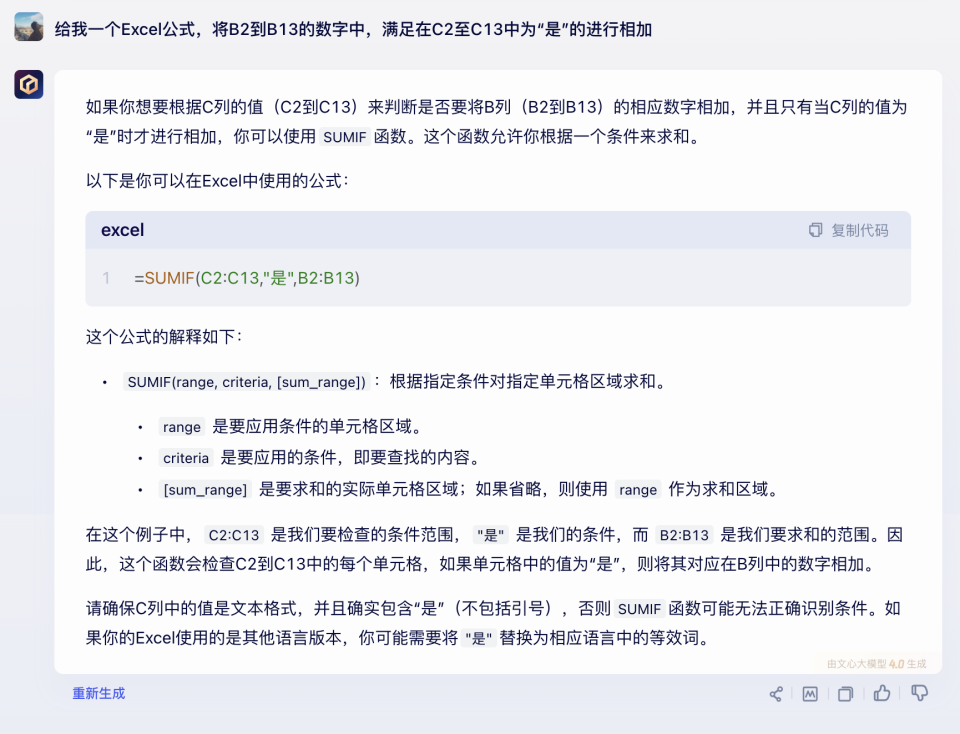 给我一个Excel公式，将B2到B13的数字中，满足在C2至C13中为“是”的进行相加
如果你想要根据C列的值（C2到C13）来判断是否要将B列（B2到B13）的相应数字相加，并且只有当C列的值为
“是”时才进行相加，你可以使用 SUMIF 函数。这个函数允许你根据一个条件来求和。
以下是你可以在Excel中使用的公式：
excel 复制代码
1 =SUMIF(C2:C13,"是",B2:B13)
这个公式的解释如下：
• SUMIF(range, criteria, [sum_range]) ：根据指定条件对指定单元格区域求和。
• range 是要应用条件的单元格区域。
• criteria 是要应用的条件，即要查找的内容。
• [sum_range] 是要求和的实际单元格区域；如果省略，则使用 range 作为求和区域。
在这个例子中， C2:C13 是我们要检查的条件范围， "是" 是我们的条件，而 B2:B13 是我们要求和的范围。因
此，这个函数会检查C2到C13中的每个单元格，如果单元格中的值为“是”，则将其对应在B列中的数字相加。
请确保C列中的值是文本格式，并且确实包含“是”（不包括引号），否则 SUMIF 函数可能无法正确识别条件。如
果你的Excel使用的是其他语言版本，你可能需要将 "是" 替换为相应语言中的等效词。
由文心大模型 4.0 生成
重新生成